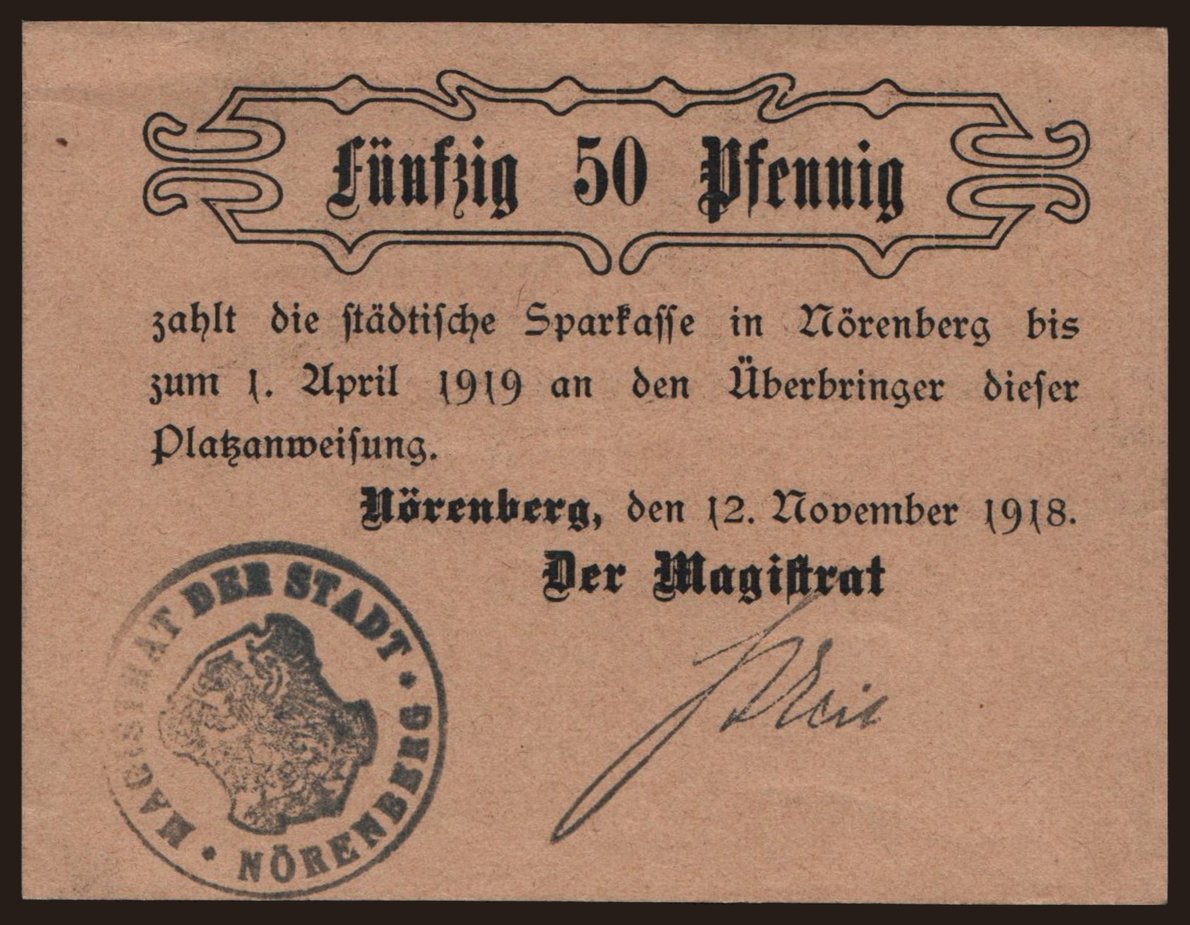 Fünfzig 50 Pfennig
zahlt die städtische Sparkasse in Nörenberg bis
zum 1. April 1919 an den Überbringer dieser
Platzanweisung.
Nörenberg, den 12. November 1918.
Der Magistrat
MAGISTRAT DER STADT • NÖRENBERG •